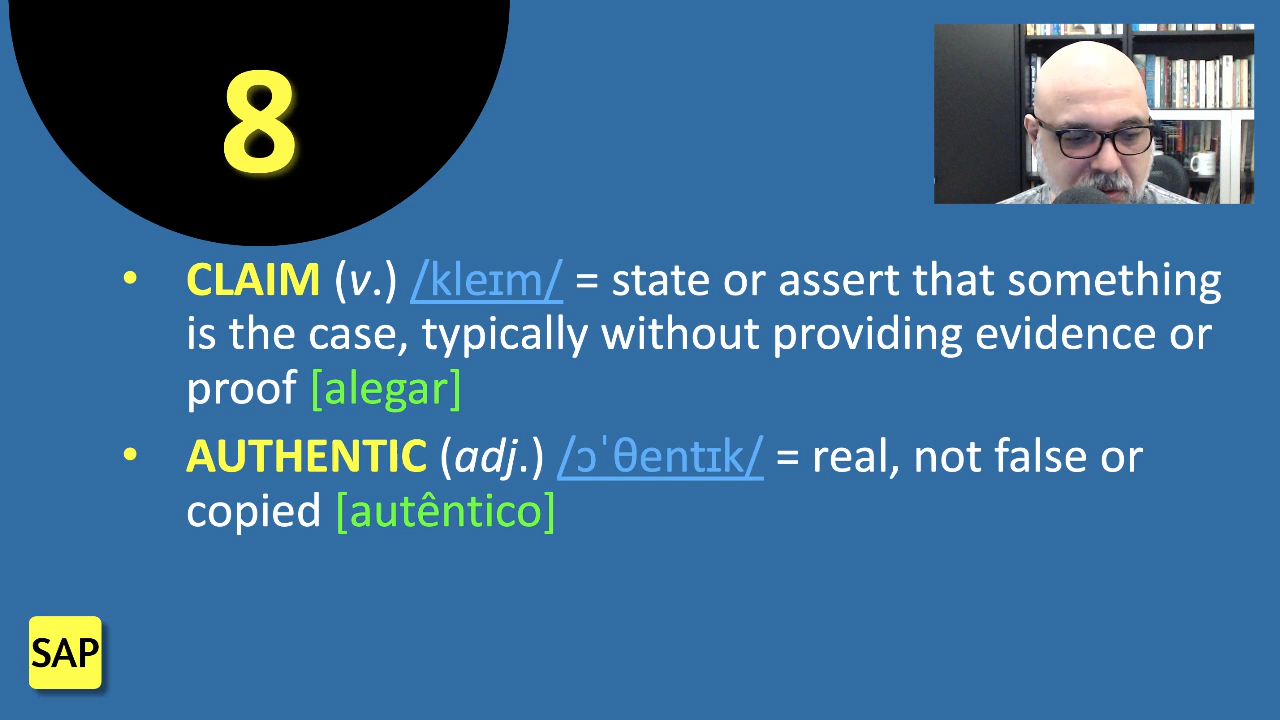 8
• CLAIM (v.) /kleɪm/ = state or assert that something
is the case, typically without providing evidence or
proof [alegar]
• AUTHENTIC (adj.) /ɔˈθentɪk/ = real, not false or
copied [autêntico]
SAP